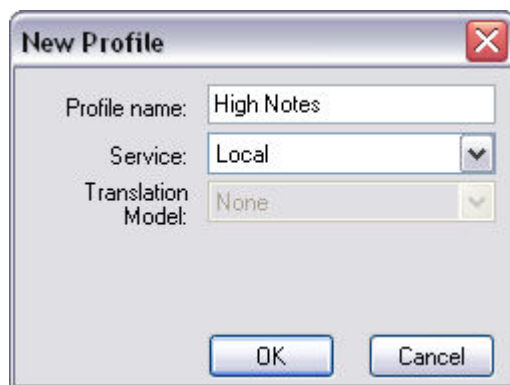 New Profile
Profile name: High Notes
Service: Local
Translation
Model: None
OK Cancel